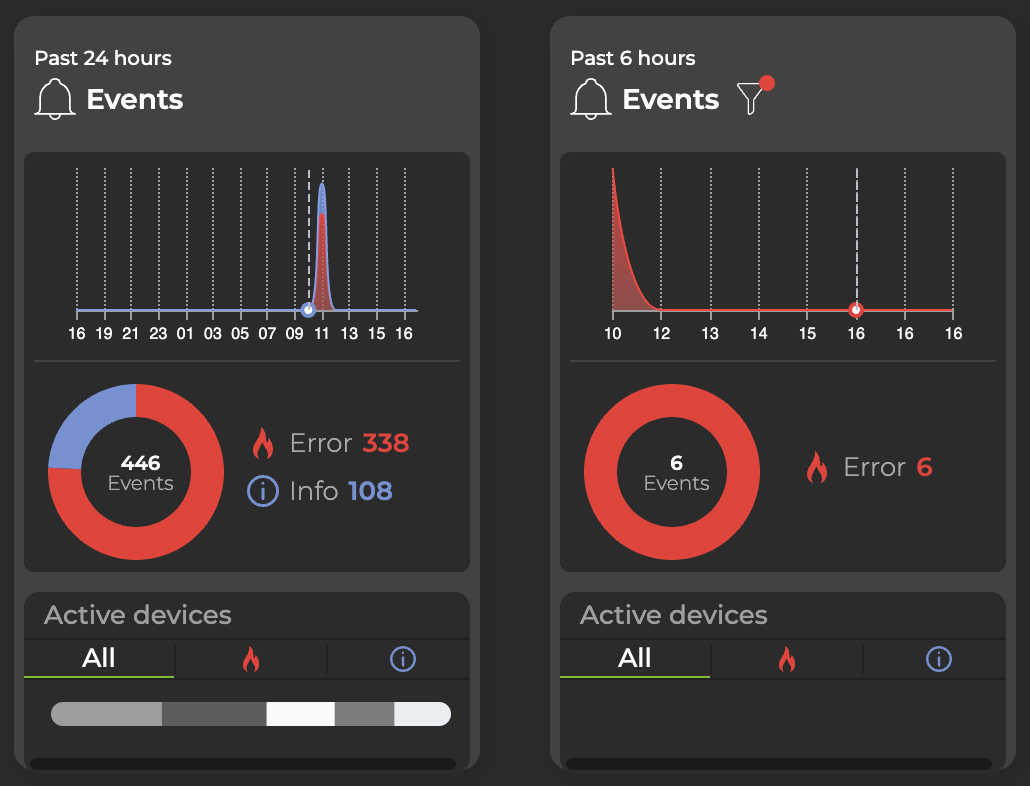 Past 24 hours
Events
16 19 21 23 01 03 05 07 09 11 13 15 16
446
Events
Error 338
Info 108
Active devices
All
Past 6 hours
Events
10 12 13 14 15 16 16 16
6
Events
Error 6
Active devices
All